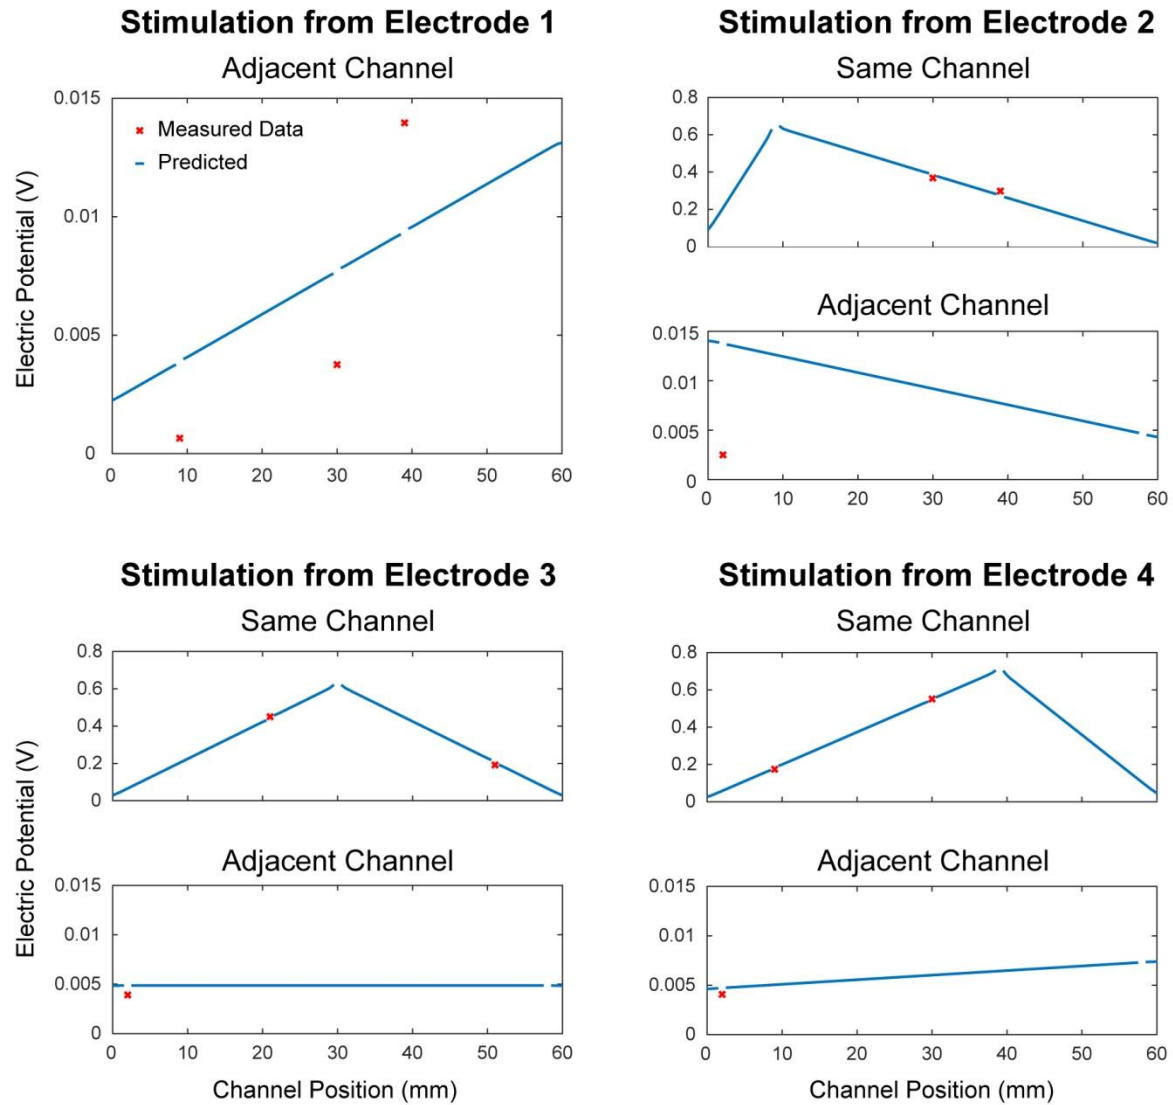 Stimulation from Electrode 1
Adjacent Channel
0.015
0.01
0.005
0
0 10 20 30 40 50 60
× Measured Data
– Predicted
Electric Potential (V)
Stimulation from Electrode 2
Same Channel
0.8
0.6
0.4
0.2
0
Adjacent Channel
0.015
0.01
0.005
0
0 10 20 30 40 50 60
Stimulation from Electrode 3
Same Channel
0.8
0.6
0.4
0.2
0
Adjacent Channel
0.015
0.01
0.005
0
0 10 20 30 40 50 60
Electric Potential (V)
Channel Position (mm)
Stimulation from Electrode 4
Same Channel
0.8
0.6
0.4
0.2
0
Adjacent Channel
0.015
0.01
0.005
0
0 10 20 30 40 50 60
Channel Position (mm)